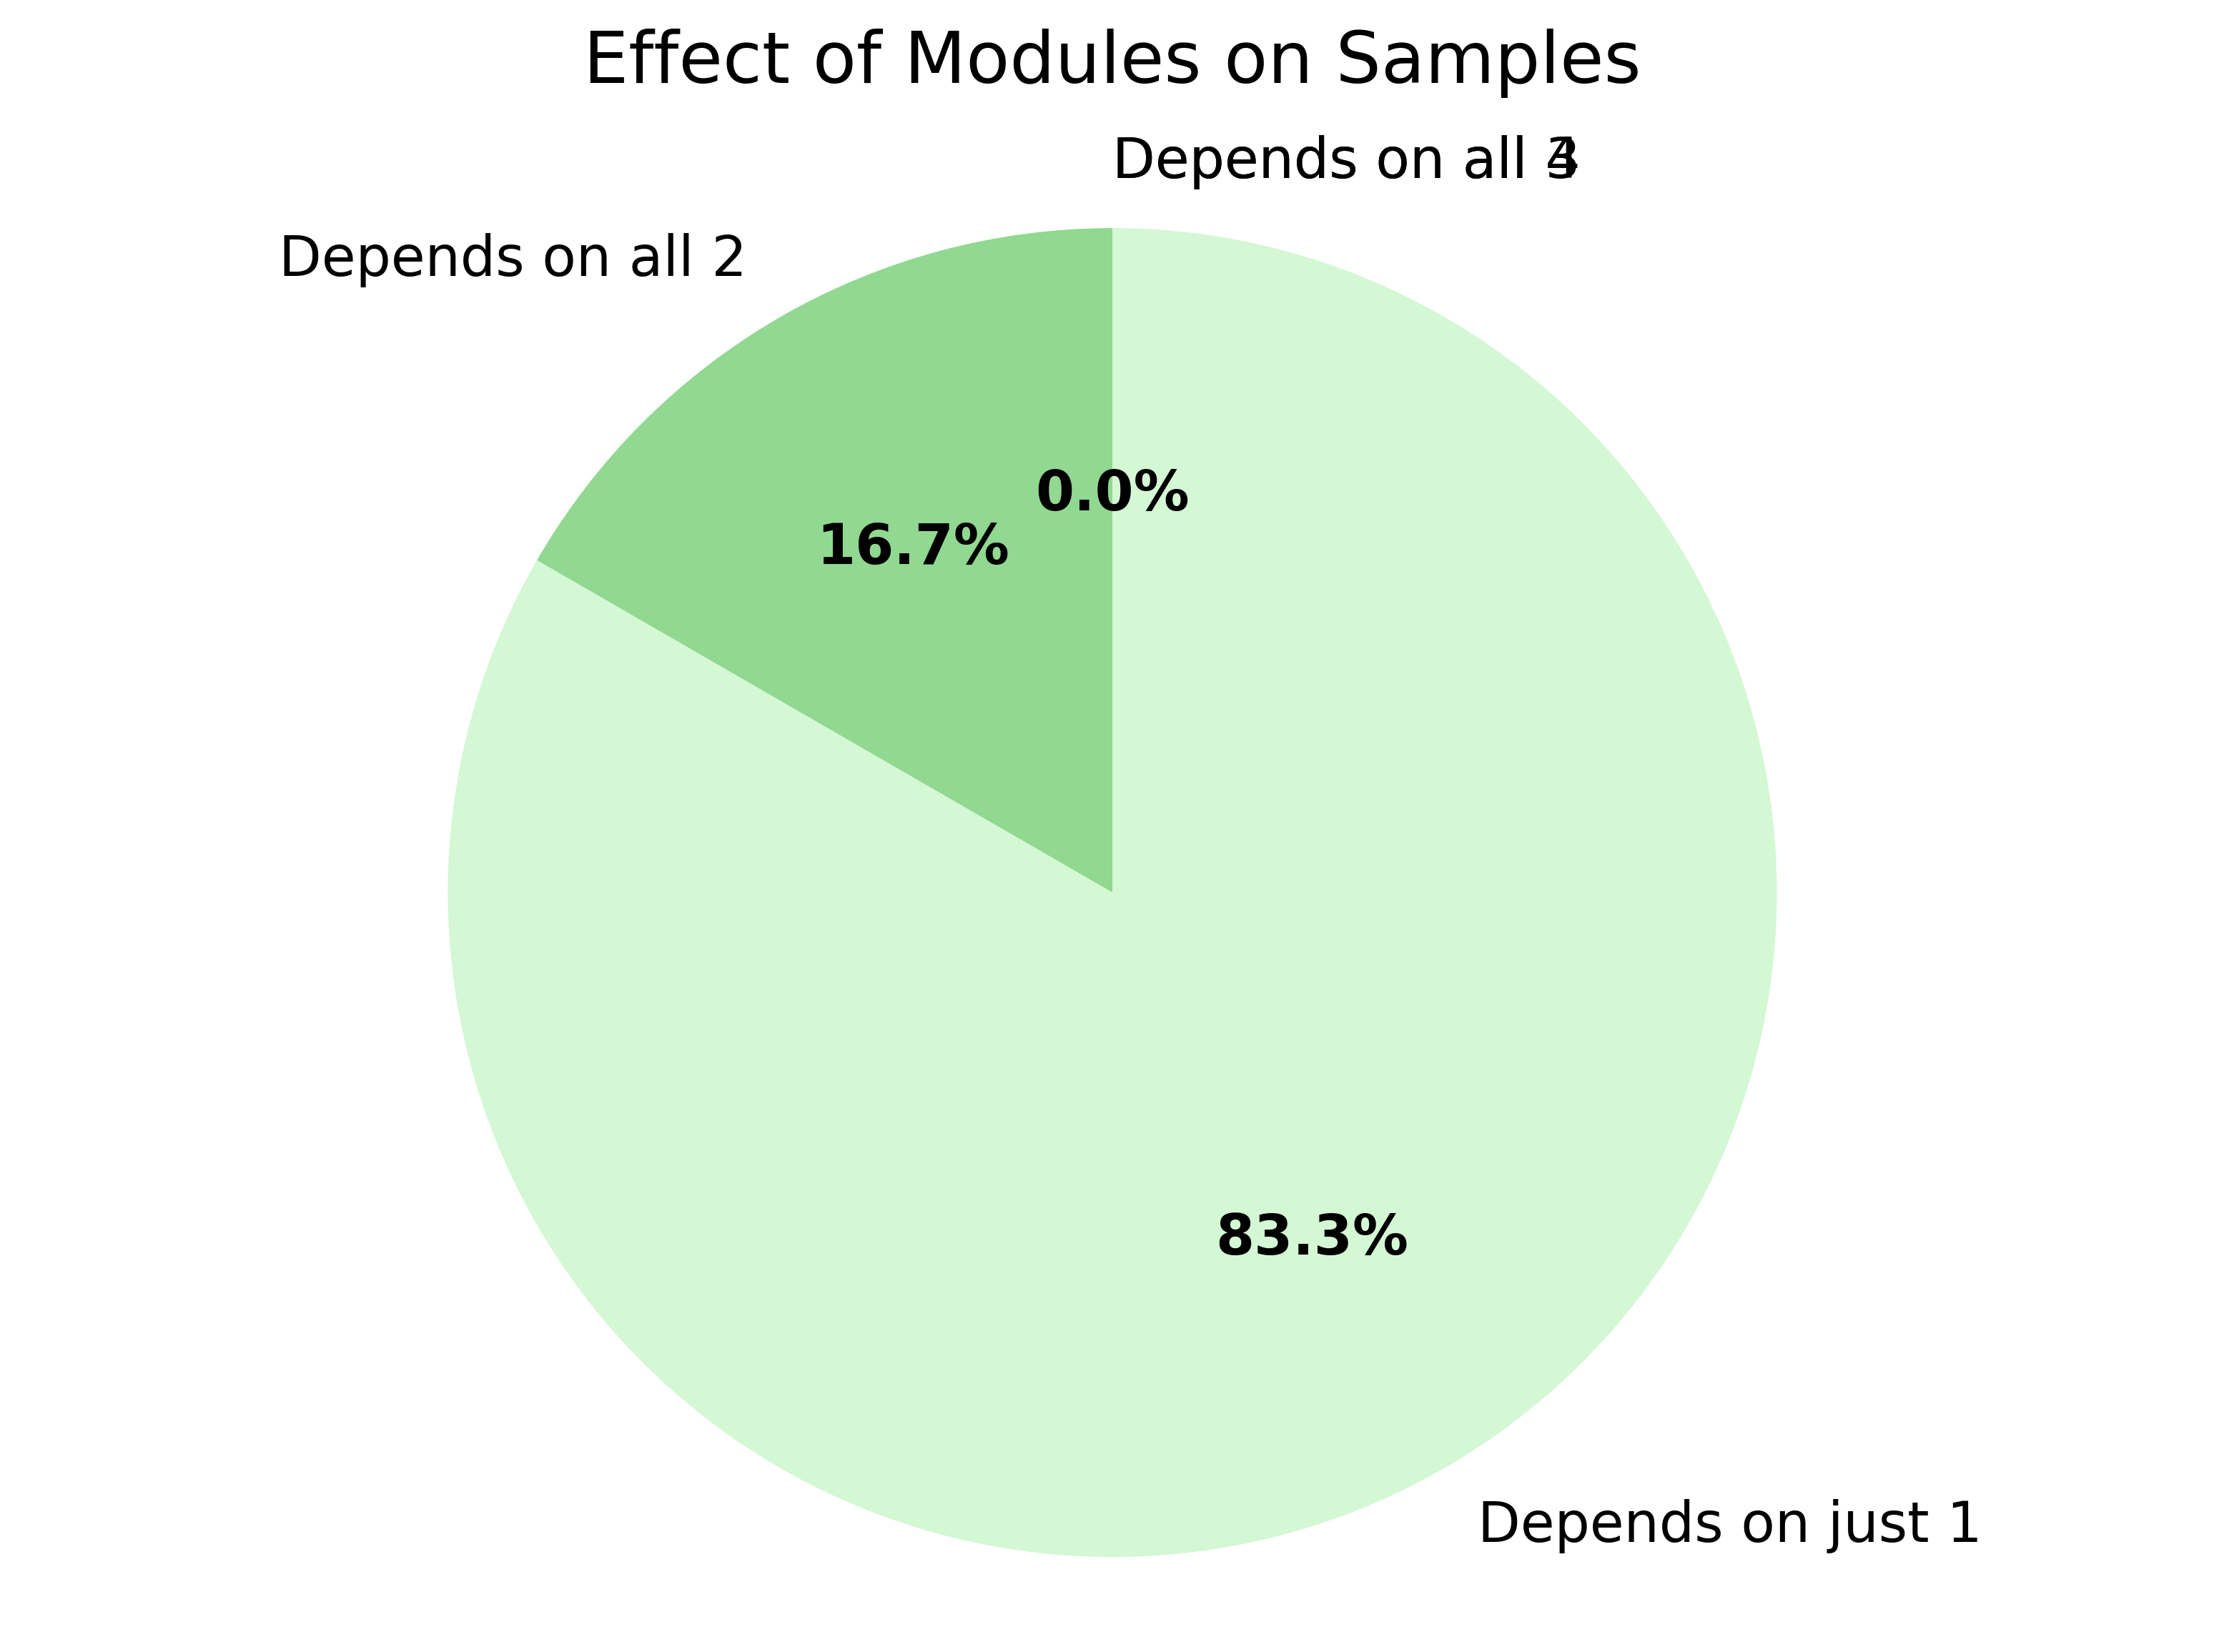 Effect of Modules on Samples
Depends on all
Depends on all 2
0.0%
16.7%
83.3%
Depends on just 1